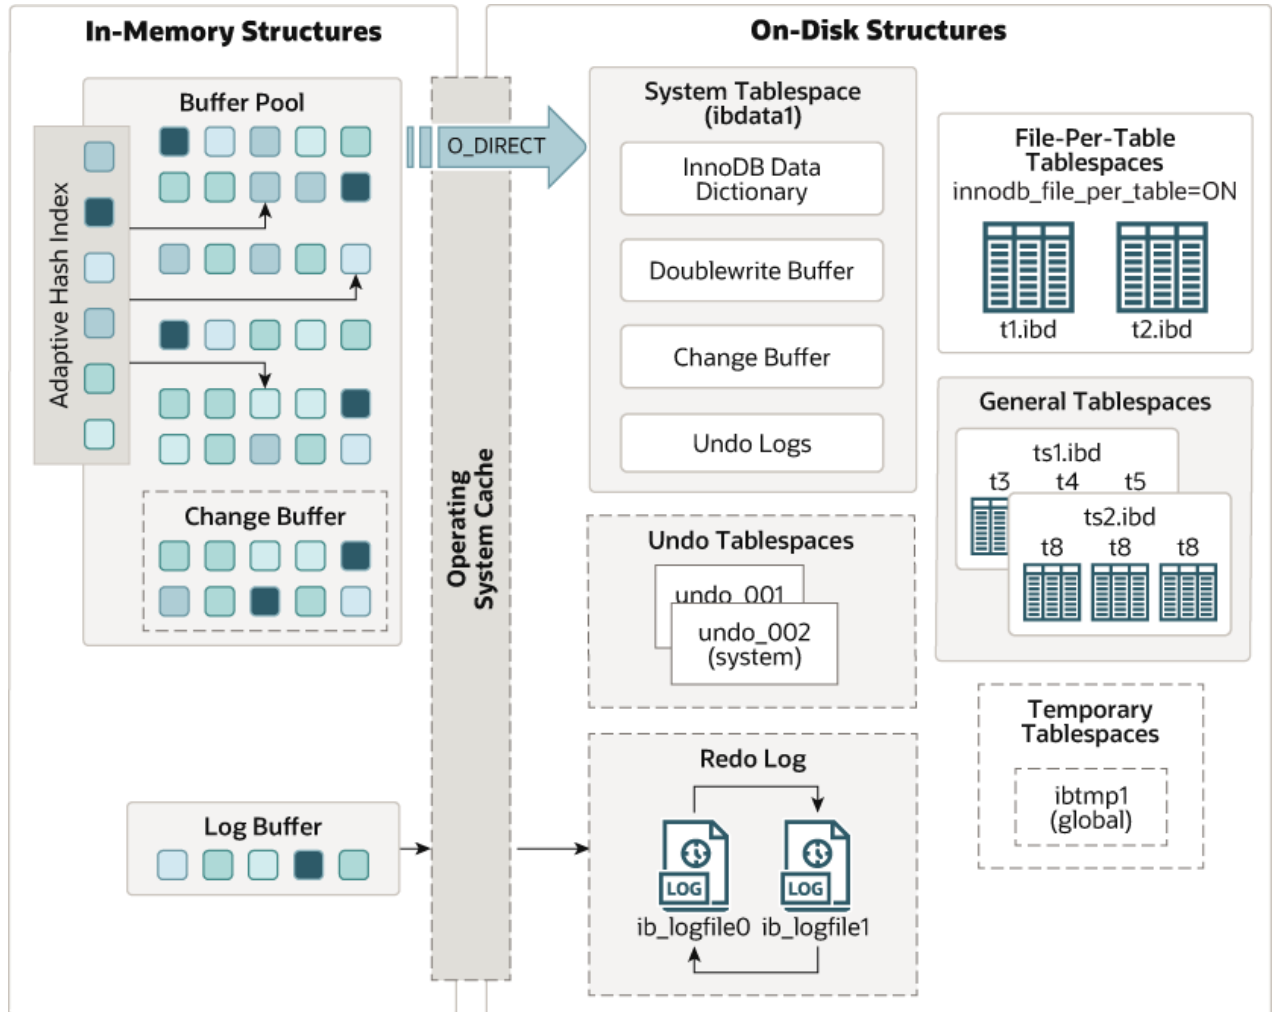 In-Memory Structures
On-Disk Structures
Buffer Pool
Adaptive Hash Index
Change Buffer
Log Buffer
Operating
System Cache
O_DIRECT
System Tablespace
(ibdata1)
InnoDB Data
Dictionary
Doublewrite Buffer
Change Buffer
Undo Logs
Undo Tablespaces
undo_001
undo_002
(system)
Redo Log
LOG
LOG
ib_logfile0
ib_logfile1
File-Per-Table
Tablespaces
innodb_file_per_table=ON
t1.ibd
t2.ibd
General Tablespaces
ts1.ibd
t3 t4 t5
ts2.ibd
t8 t8 t8
Temporary
Tablespaces
ibtmp1
(global)